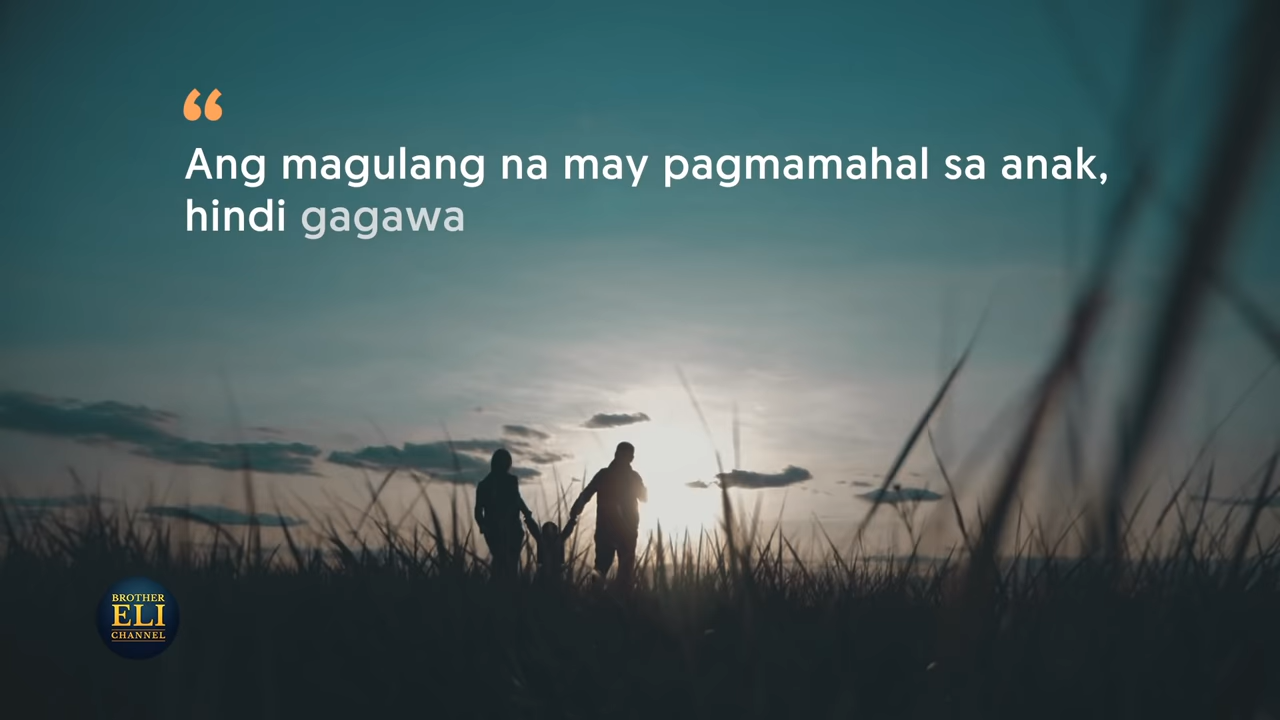 “
Ang magulang na may pagmamahal sa anak,
hindi gagawa
BROTHER
ELI
CHANNEL